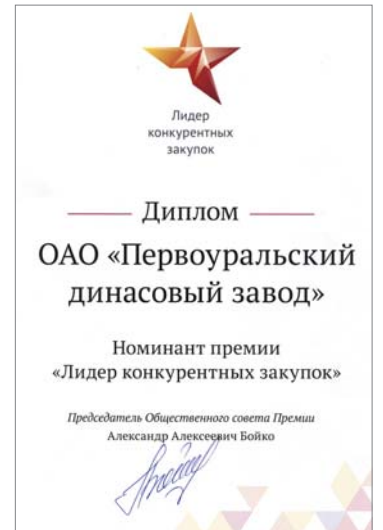 Лидер
конкурентных
закупок
Диплом
ОАО «Первоуральский
динасовый завод»
Номинант премии
«Лидер конкурентных закупок»
Председатель Общественного совета Премии
Александр Алексеевич Бойко